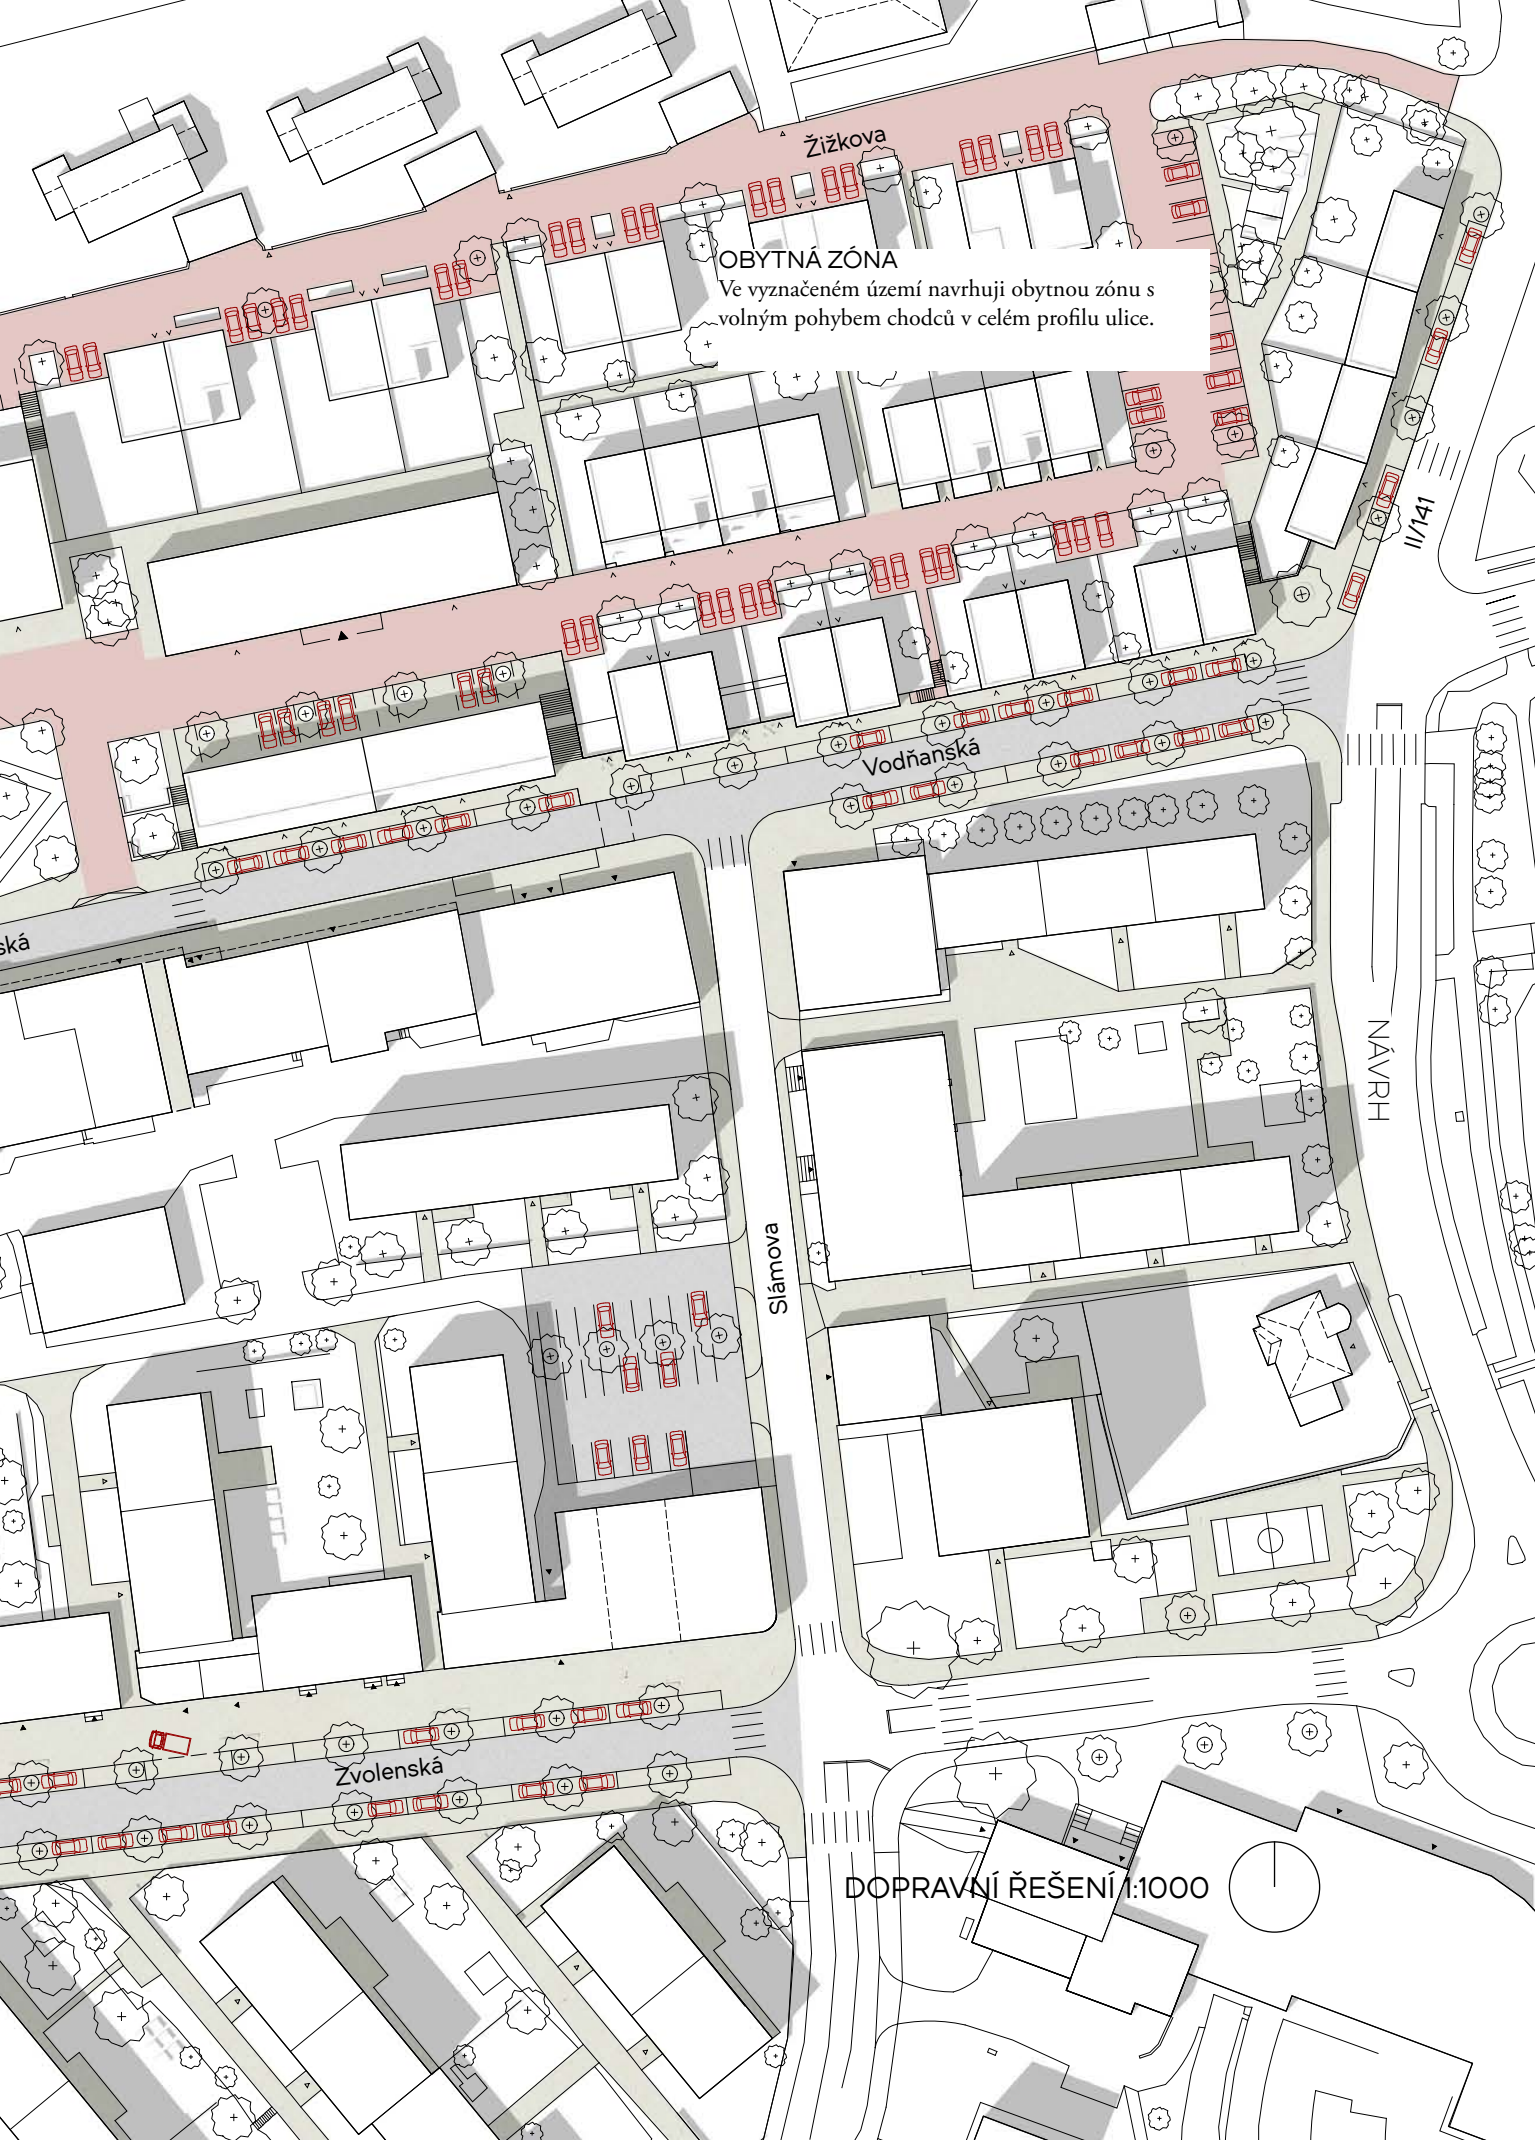 Žižkova
OBYTNÁ ZÓNA
Ve vyznačeném území navrhuji obytnou zónu s
volným pohybem chodců v celém profilu ulice.
II/141
Vodňanská
ská
NÁVRH
Slámova
Zvolenská
DOPRAVNÍ ŘEŠENÍ 1:1000